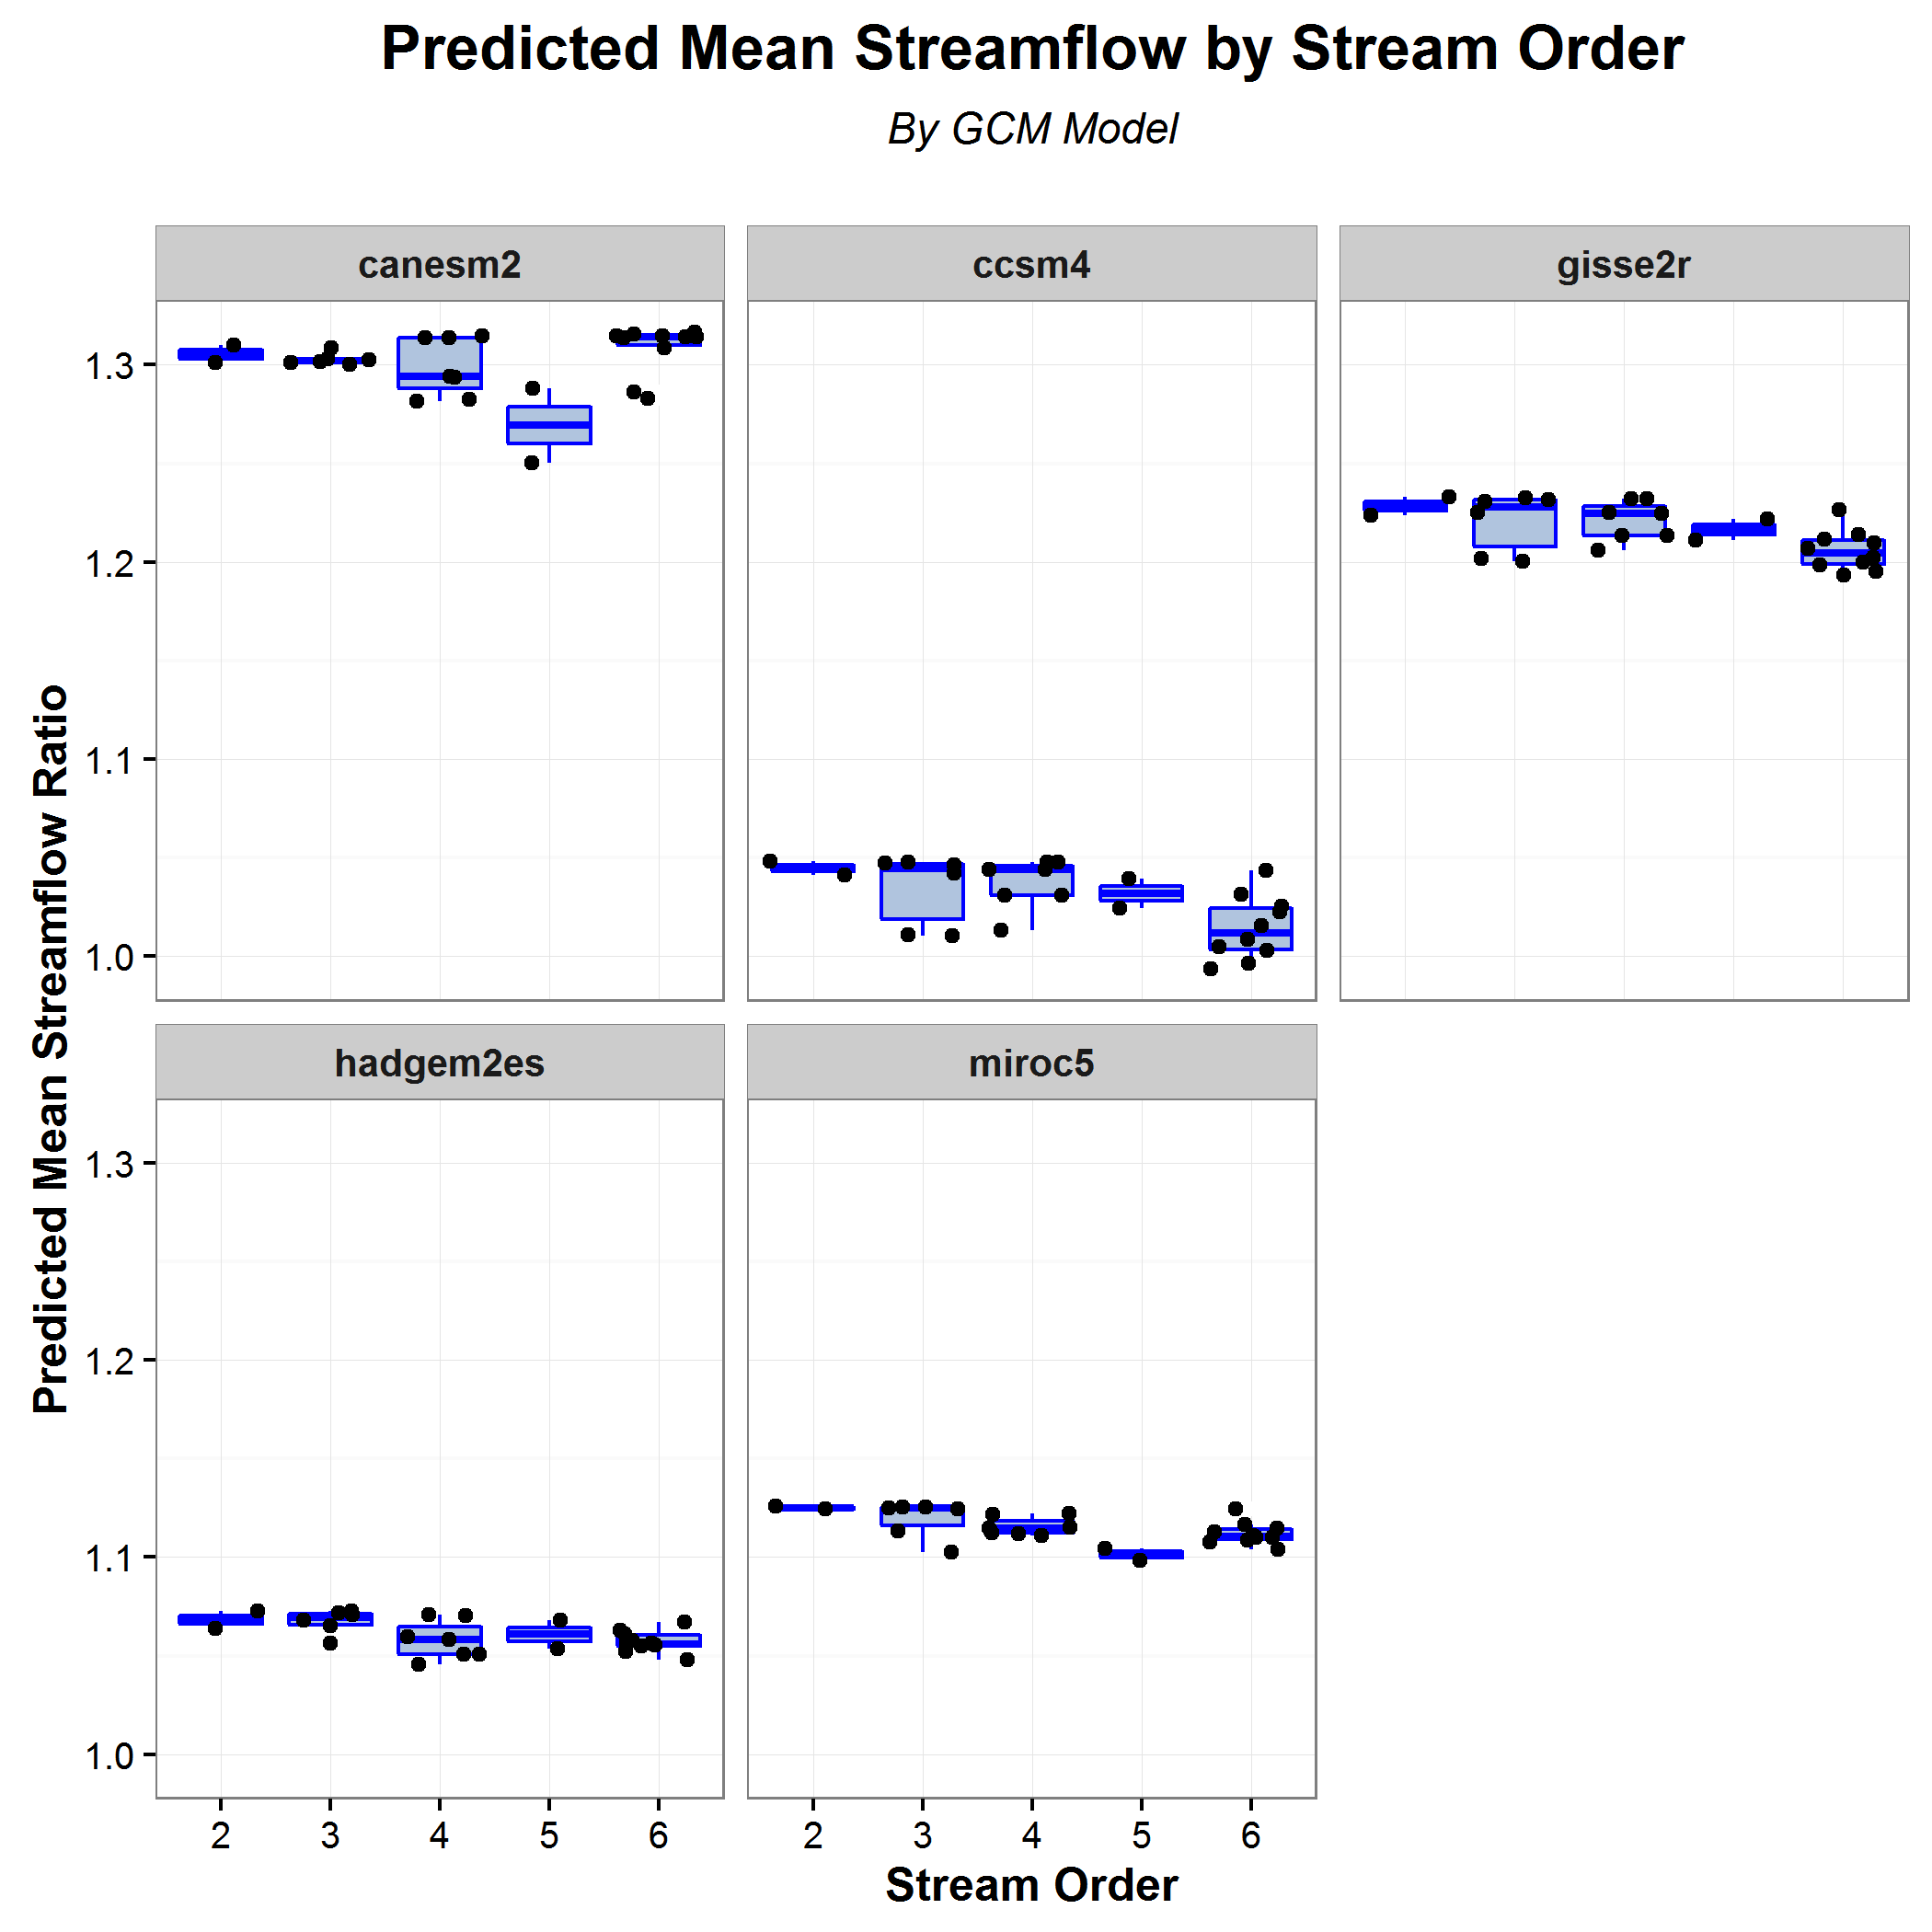 Predicted Mean Streamflow by Stream Order
By GCM Model
canesm2
ccsm4
gisse2r
1.3
1.2
1.1
1.0
Predicted Mean Streamflow Ratio
hadgem2es
miroc5
1.3
1.2
1.1
1.0
2 3 4 5 6
2 3 4 5 6
Stream Order